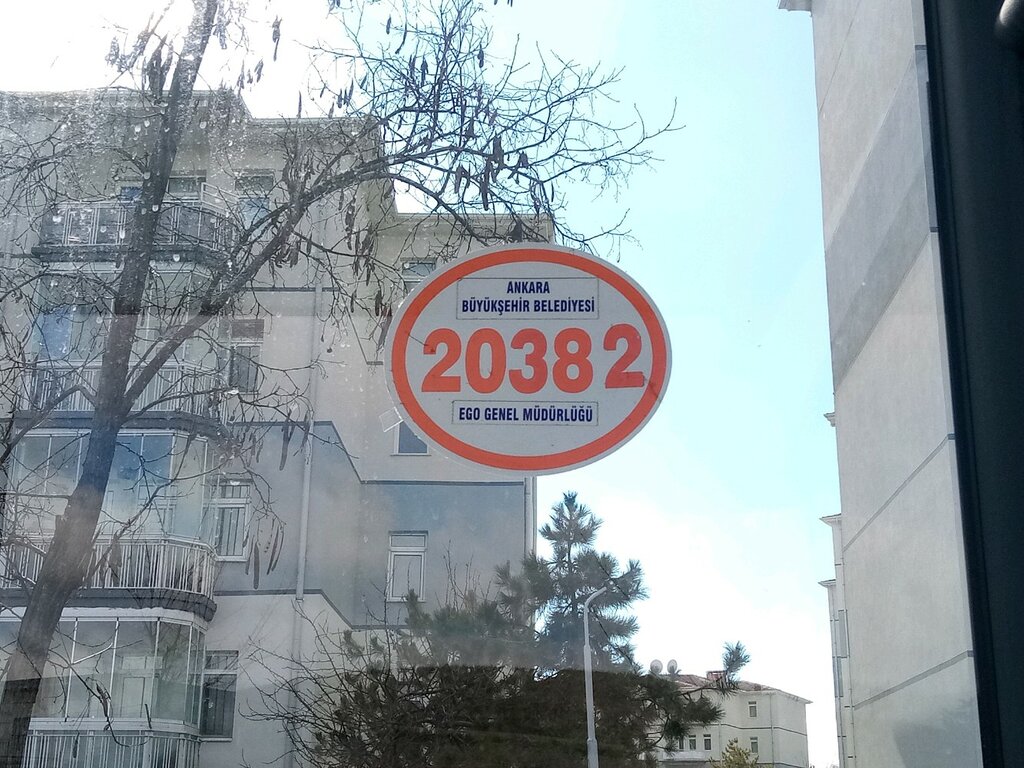 ANKARA
BÜYÜKŞEHİR BELEDİYESİ
20382
EGO GENEL MÜDÜRLÜĞÜ